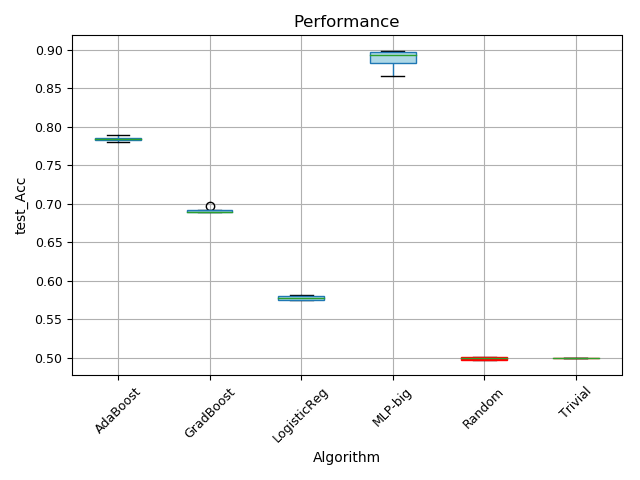 Performance
test_Acc
0.90
0.85
0.80
0.75
0.70
0.65
0.60
0.55
0.50
AdaBoost
GradBoost
LogisticReg
MLP-big
Random
Trivial
Algorithm